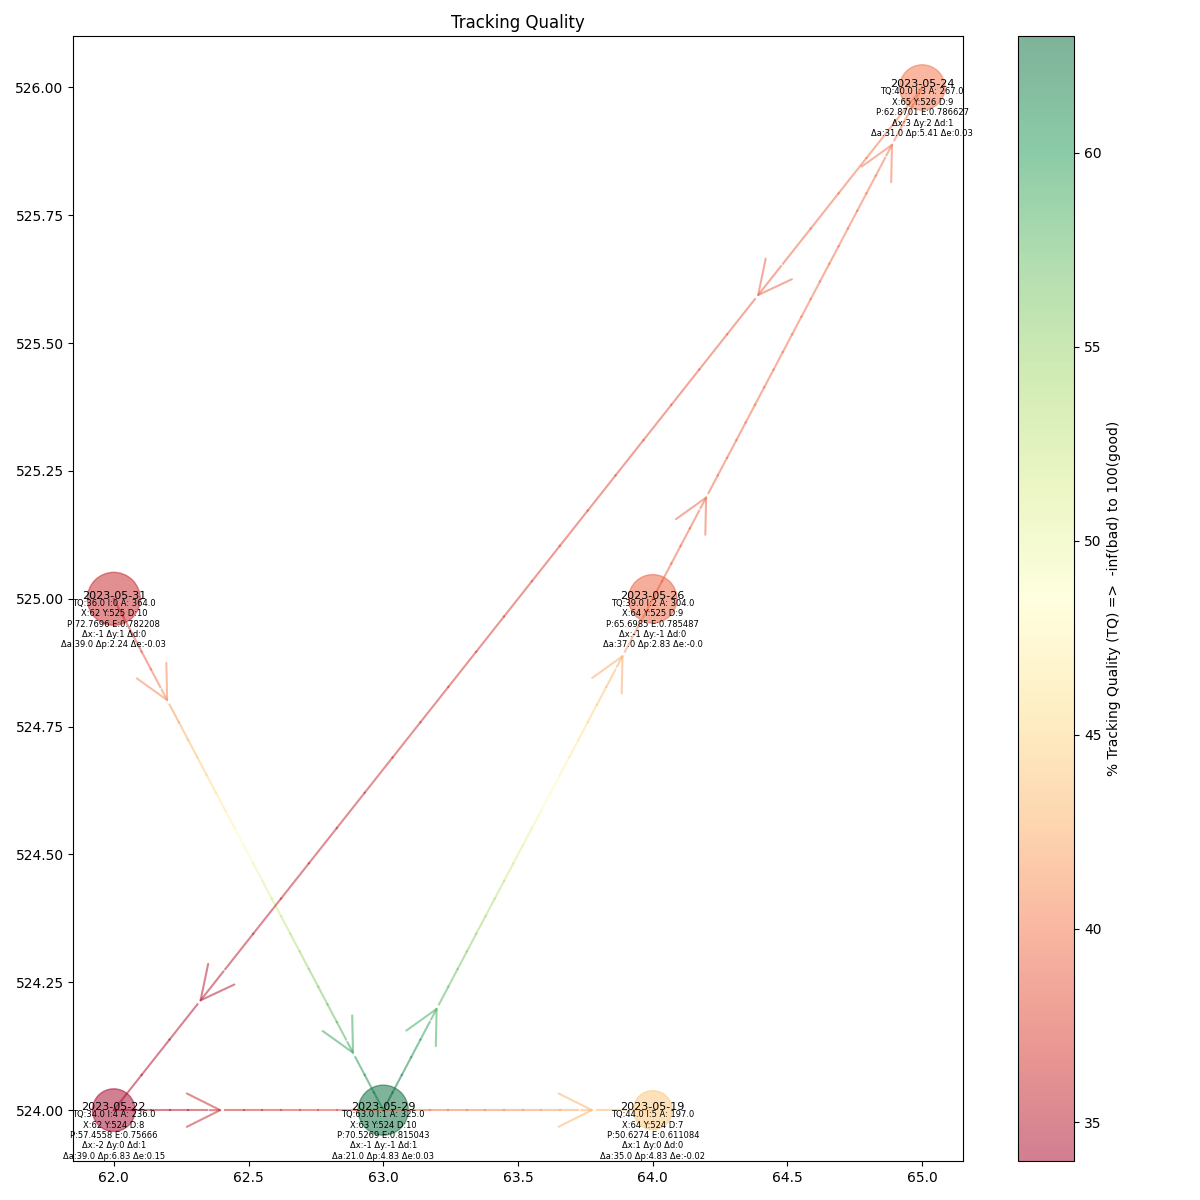 Tracking Quality
526.00
525.75
525.50
525.25
525.00
524.75
524.50
524.25
524.00
2023-05-24
TQ:40.0 I:3 A: 267.0
X:65 Y:526 D:9
P:62.8701 E:0.786627
Δx:3 Δy:2 Δd:1
Δa:31.0 Δp:5.41 Δe:0.03
2023-05-31
TQ:36.0 I:0 A: 364.0
X:62 Y:525 D:10
P:72.7696 E:0.782208
Δx:-1 Δy:1 Δd:0
Δa:39.0 Δp:2.24 Δe:-0.03
2023-05-26
TQ:39.0 I:2 A: 304.0
X:64 Y:525 D:9
P:65.6985 E:0.785487
Δx:-1 Δy:-1 Δd:0
Δa:37.0 Δp:2.83 Δe:-0.0
2023-05-22
TQ:34.0 I:4 A: 236.0
X:62 Y:524 D:8
P:57.4558 E:0.75666
Δx:-2 Δy:0 Δd:1
Δa:39.0 Δp:6.83 Δe:0.15
2023-05-29
TQ:63.0 I:1 A: 325.0
X:63 Y:524 D:10
P:70.5269 E:0.815043
Δx:-1 Δy:-1 Δd:1
Δa:21.0 Δp:4.83 Δe:0.03
2023-05-19
TQ:44.0 I:5 A: 197.0
X:64 Y:524 D:7
P:50.6274 E:0.611084
Δx:1 Δy:0 Δd:0
Δa:35.0 Δp:4.83 Δe:-0.02
62.0
62.5
63.0
63.5
64.0
64.5
65.0
60
55
50
45
40
35
% Tracking Quality (TQ) =>  -inf(bad) to 100(good)